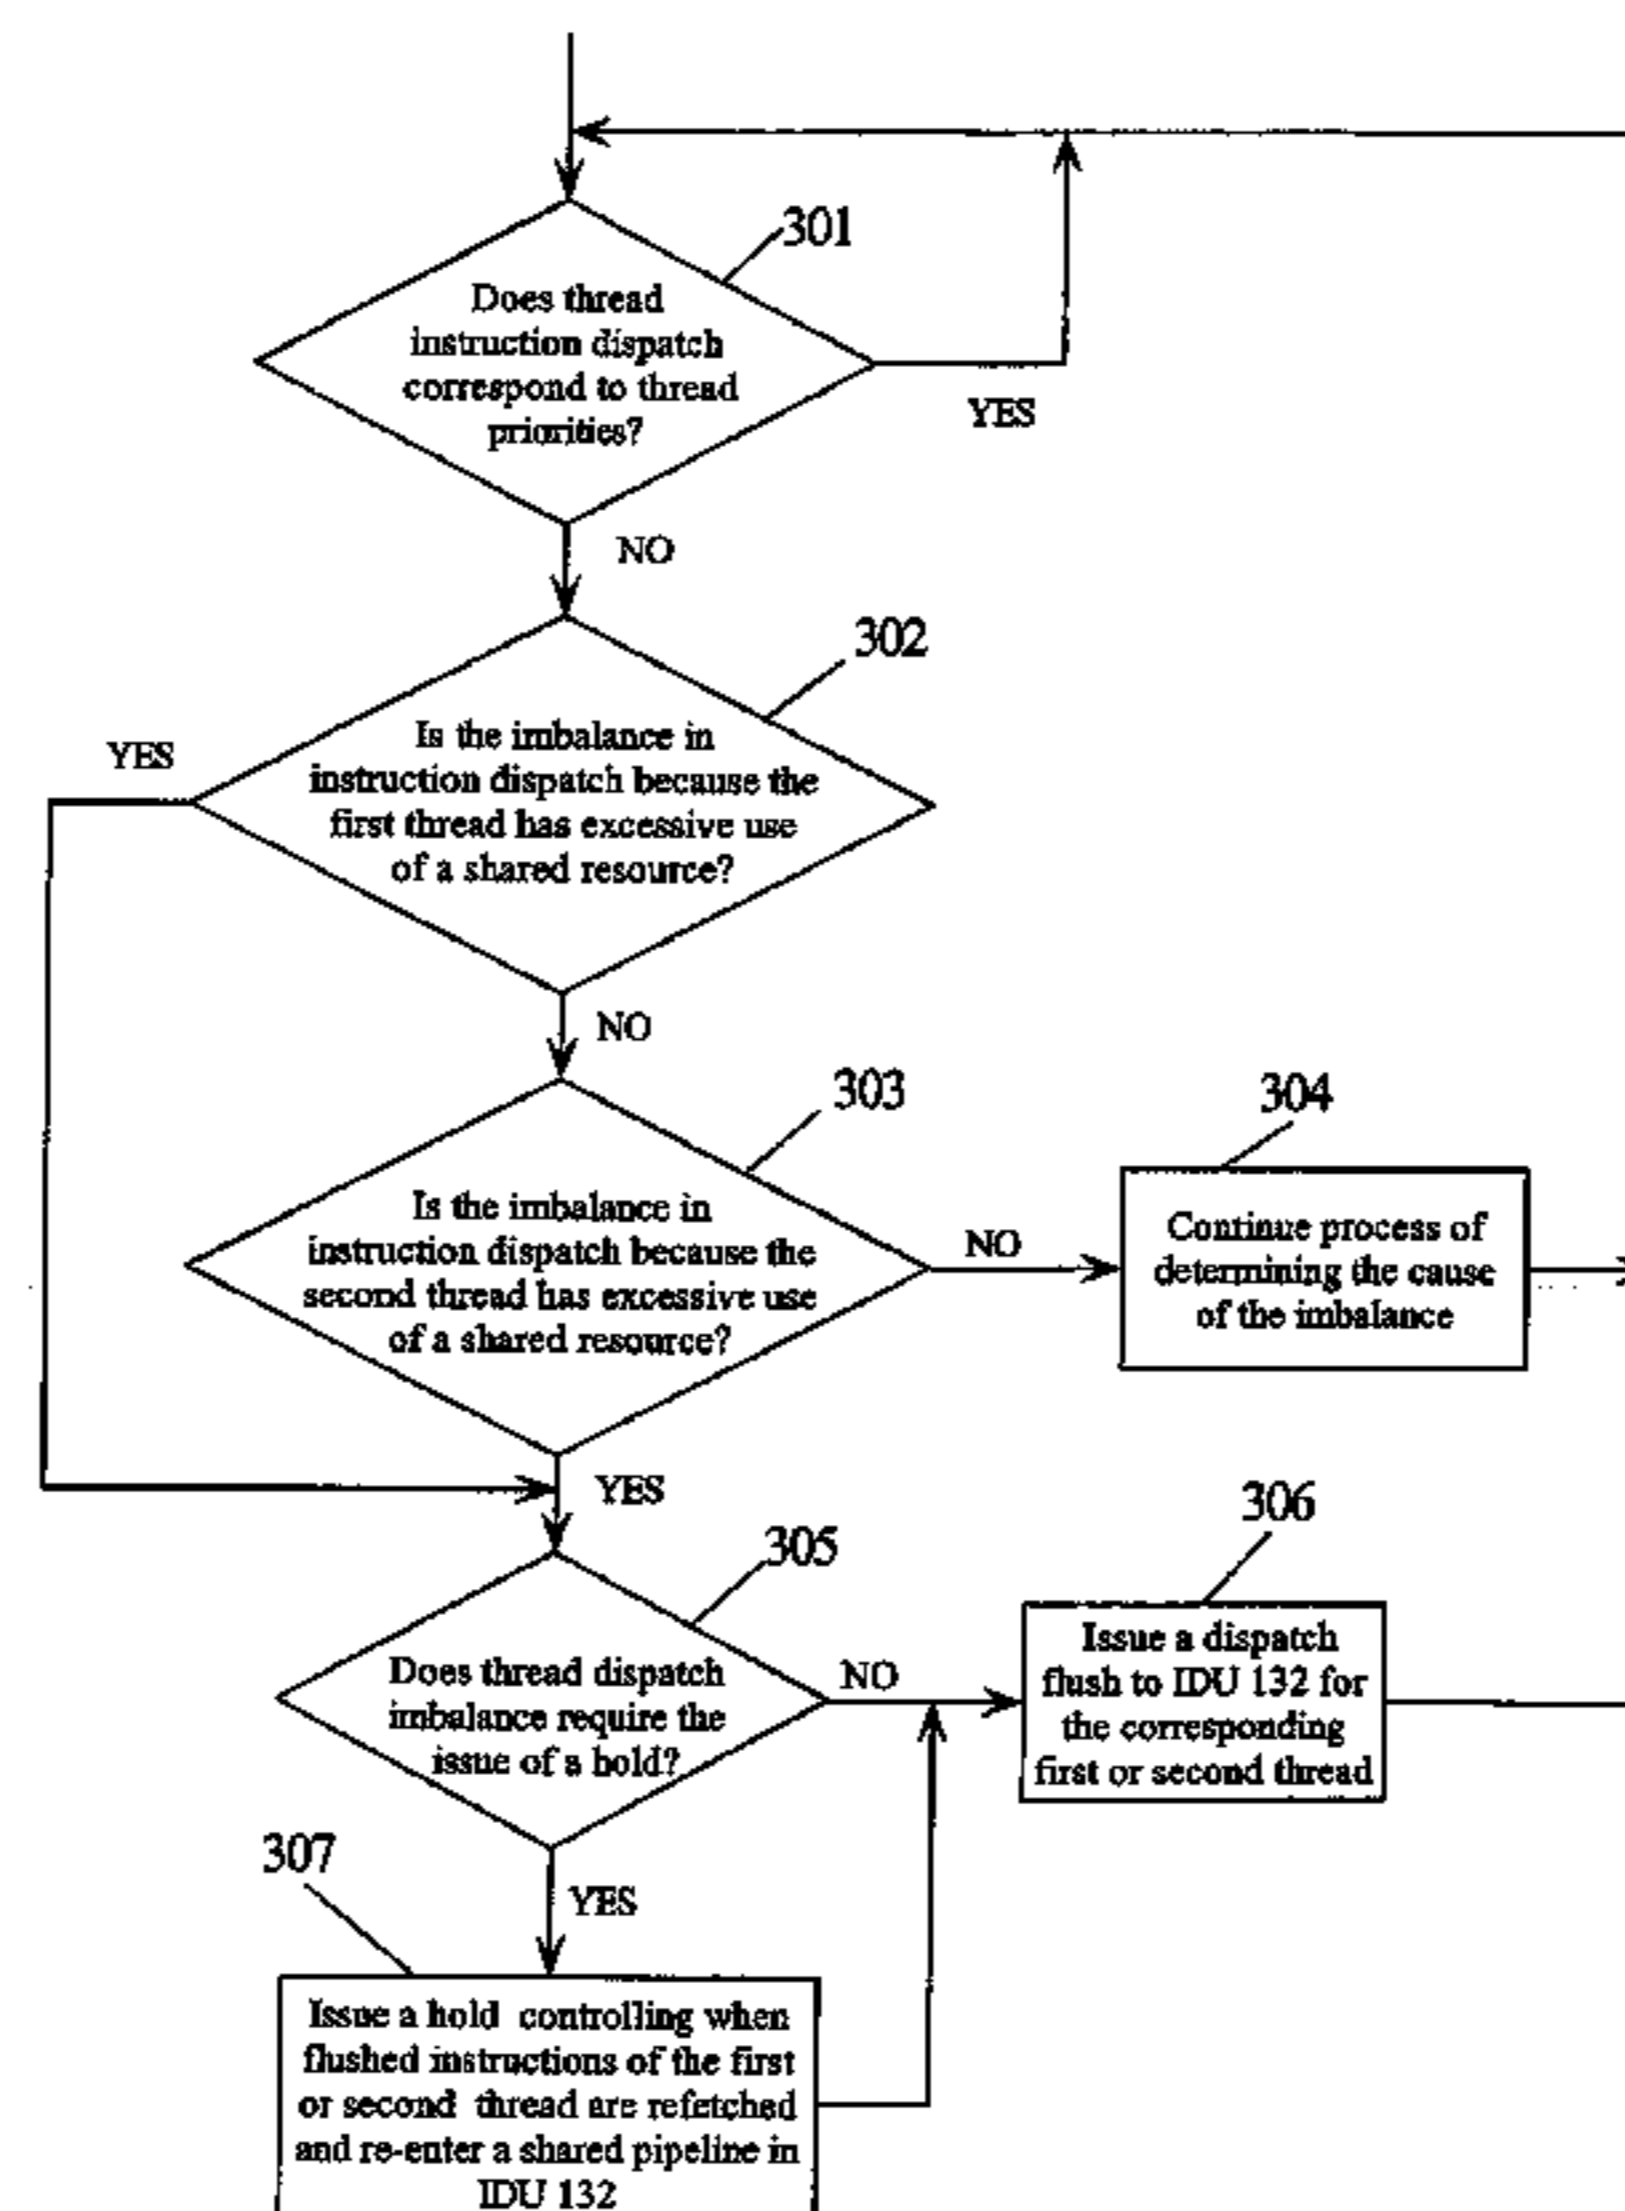 301
Does thread
instruction dispatch
correspond to thread
priorities?
YES
NO
302
YES
Is the imbalance in
instruction dispatch because the
first thread has excessive use
of a shared resource?
NO
303
304
Is the imbalance in
instruction dispatch because the
second thread has excessive use
of a shared resource?
NO
Continue process of
determining the cause
of the imbalance
YES
305
306
Does thread dispatch
imbalance require the
issue of a hold?
NO
Issue a dispatch
flush to IDU 132 for
the corresponding
first or second thread
307
YES
Issue a hold controlling when
flushed instructions of the first
or second thread are refetched
and re-enter a shared pipeline in
IDU 132